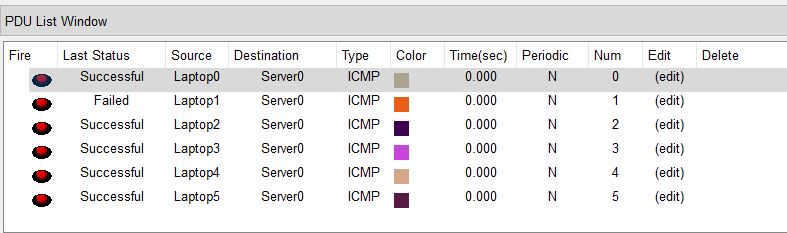 PDU List Window
Fire Last Status Source Destination Type Color Time(sec) Periodic Num Edit Delete
Successful Laptop0 Server0 ICMP 0.000 N 0 (edit)
Failed Laptop1 Server0 ICMP 0.000 N 1 (edit)
Successful Laptop2 Server0 ICMP 0.000 N 2 (edit)
Successful Laptop3 Server0 ICMP 0.000 N 3 (edit)
Successful Laptop4 Server0 ICMP 0.000 N 4 (edit)
Successful Laptop5 Server0 ICMP 0.000 N 5 (edit)